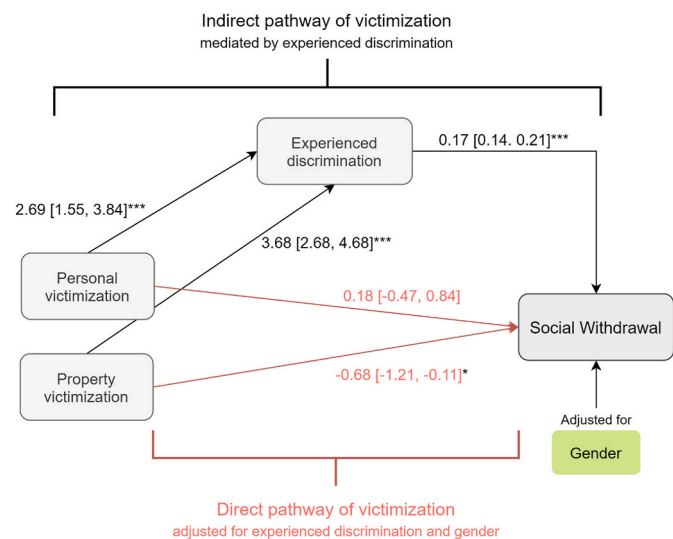 Indirect pathway of victimization
mediated by experienced discrimination
Experienced
discrimination
0.17 [0.14. 0.21]***
2.69 [1.55, 3.84]***
3.68 [2.68, 4.68]***
Personal
victimization
0.18 [-0.47, 0.84]
Social Withdrawal
Property
victimization
-0.68 [-1.21, -0.11]*
Adjusted for
Gender
Direct pathway of victimization
adjusted for experienced discrimination and gender